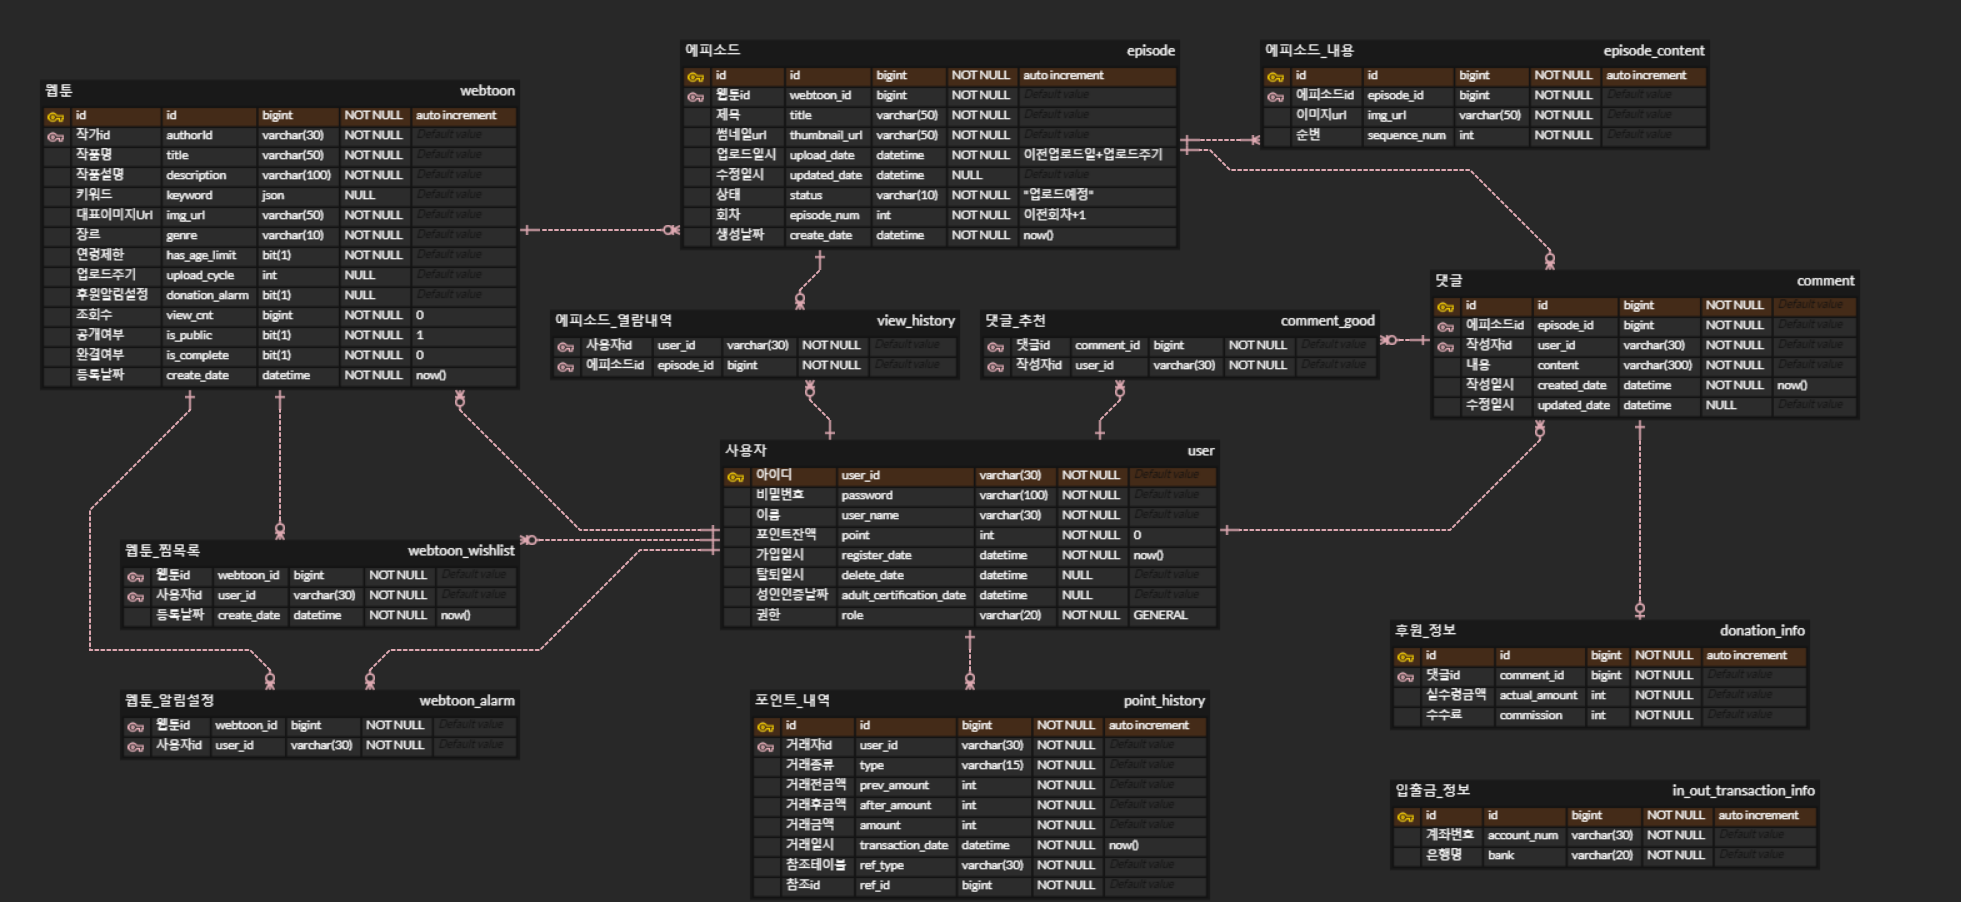 웹툰 webtoon
id id bigint NOT NULL auto increment
작가id authorId varchar(30) NOT NULL Default value
작품명 title varchar(50) NOT NULL Default value
작품설명 description varchar(100) NOT NULL Default value
키워드 keyword json NULL Default value
대표이미지Url img_url varchar(50) NOT NULL Default value
장르 genre varchar(10) NOT NULL Default value
연령제한 has_age_limit bit(1) NOT NULL Default value
업로드주기 upload_cycle int NULL Default value
후원알림설정 donation_alarm bit(1) NULL Default value
조회수 view_cnt bigint NOT NULL 0
공개여부 is_public bit(1) NOT NULL 1
완결여부 is_complete bit(1) NOT NULL 0
등록날짜 create_date datetime NOT NULL now()
에피소드 episode
id id bigint NOT NULL auto increment
웹툰id webtoon_id bigint NOT NULL Default value
제목 title varchar(50) NOT NULL Default value
썸네일url thumbnail_url varchar(50) NOT NULL Default value
업로드일시 upload_date datetime NOT NULL 이전업로드일+업로드주기
수정일시 updated_date datetime NULL Default value
상태 status varchar(10) NOT NULL "업로드예정"
회차 episode_num int NOT NULL 이전회차+1
생성날짜 create_date datetime NOT NULL now()
에피소드_내용 episode_content
id id bigint NOT NULL auto increment
에피소드id episode_id bigint NOT NULL Default value
이미지url img_url varchar(50) NOT NULL Default value
순번 sequence_num int NOT NULL Default value
에피소드_열람내역 view_history
사용자id user_id varchar(30) NOT NULL Default value
에피소드id episode_id bigint NOT NULL Default value
댓글_추천 comment_good
댓글id comment_id bigint NOT NULL Default value
작성자id user_id varchar(30) NOT NULL Default value
댓글 comment
id id bigint NOT NULL Default value
에피소드id episode_id bigint NOT NULL Default value
작성자id user_id varchar(30) NOT NULL Default value
내용 content varchar(300) NOT NULL Default value
작성일시 created_date datetime NOT NULL now()
수정일시 updated_date datetime NULL Default value
사용자 user
아이디 user_id varchar(30) NOT NULL Default value
비밀번호 password varchar(100) NOT NULL Default value
이름 user_name varchar(30) NOT NULL Default value
포인트잔액 point int NOT NULL 0
가입일시 register_date datetime NOT NULL now()
탈퇴일시 delete_date datetime NULL Default value
성인인증날짜 adult_certification_date datetime NULL Default value
권한 role varchar(20) NOT NULL GENERAL
웹툰_찜목록 webtoon_wishlist
웹툰id webtoon_id bigint NOT NULL Default value
사용자id user_id varchar(30) NOT NULL Default value
등록날짜 create_date datetime NOT NULL now()
웹툰_알림설정 webtoon_alarm
웹툰id webtoon_id bigint NOT NULL Default value
사용자id user_id varchar(30) NOT NULL Default value
포인트_내역 point_history
id id bigint NOT NULL auto increment
거래자id user_id varchar(30) NOT NULL Default value
거래종류 type varchar(15) NOT NULL Default value
거래전금액 prev_amount int NOT NULL Default value
거래후금액 after_amount int NOT NULL Default value
거래금액 amount int NOT NULL Default value
거래일시 transaction_date datetime NOT NULL now()
참조테이블 ref_type varchar(30) NOT NULL Default value
참조id ref_id bigint NOT NULL Default value
후원_정보 donation_info
id id bigint NOT NULL auto increment
댓글id comment_id bigint NOT NULL Default value
실수령금액 actual_amount int NOT NULL Default value
수수료 commission int NOT NULL Default value
입출금_정보 in_out_transaction_info
id id bigint NOT NULL auto increment
계좌번호 account_num varchar(30) NOT NULL Default value
은행명 bank varchar(20) NOT NULL Default value